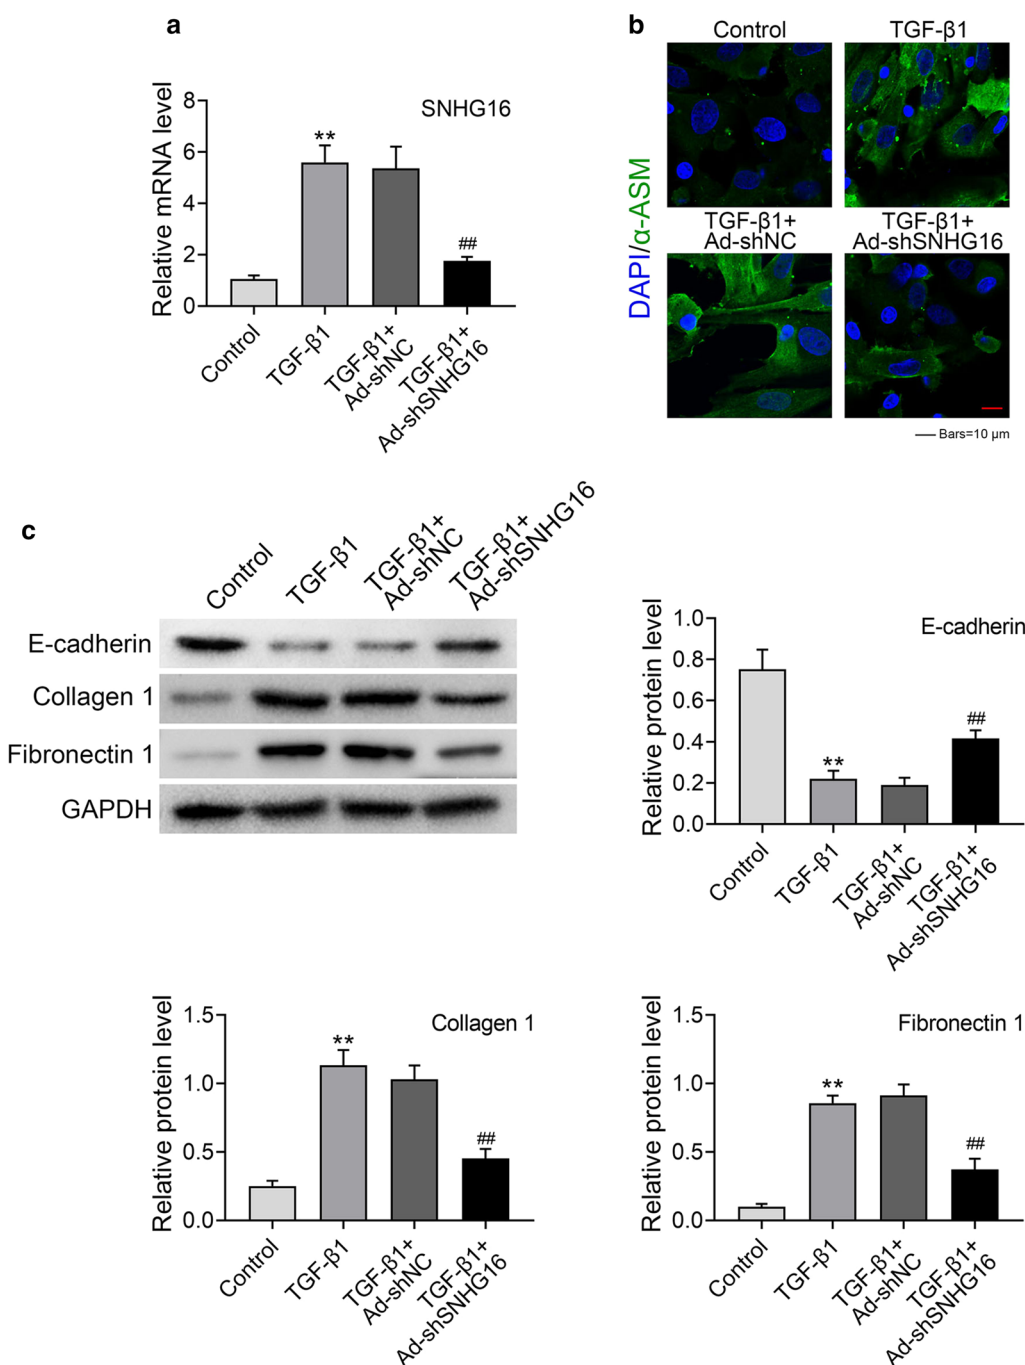 a
SNHG16
Relative mRNA level
8
6
4
2
0
**
##
Control
TGF-β1
TGF-β1+
Ad-shNC
TGF-β1+
Ad-shSNHG16
b
DAPI/α-ASM
Control
TGF-β1
TGF-β1+
Ad-shNC
TGF-β1+
Ad-shSNHG16
Bars=10 μm
c
Control
TGF-β1
TGF-β1+
Ad-shNC
TGF-β1+
Ad-shSNHG16
E-cadherin
Collagen 1
Fibronectin 1
GAPDH
E-cadherin
Relative protein level
1.0
0.8
0.6
0.4
0.2
0.0
**
##
Control
TGF-β1
TGF-β1+
Ad-shNC
TGF-β1+
Ad-shSNHG16
Collagen 1
Relative protein level
1.5
1.0
0.5
0.0
**
##
Control
TGF-β1
TGF-β1+
Ad-shNC
TGF-β1+
Ad-shSNHG16
Fibronectin 1
Relative protein level
1.5
1.0
0.5
0.0
**
##
Control
TGF-β1
TGF-β1+
Ad-shNC
TGF-β1+
Ad-shSNHG16